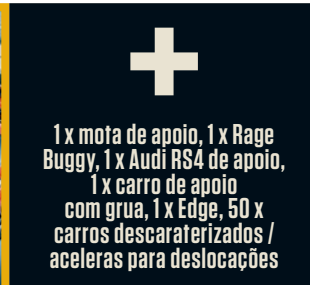 +
1 x mota de apoio, 1 x Rage
Buggy, 1 x Audi RS4 de apoio,
1 x carro de apoio
com grua, 1 x Edge, 50 x
carros descaraterizados /
aceleras para deslocações